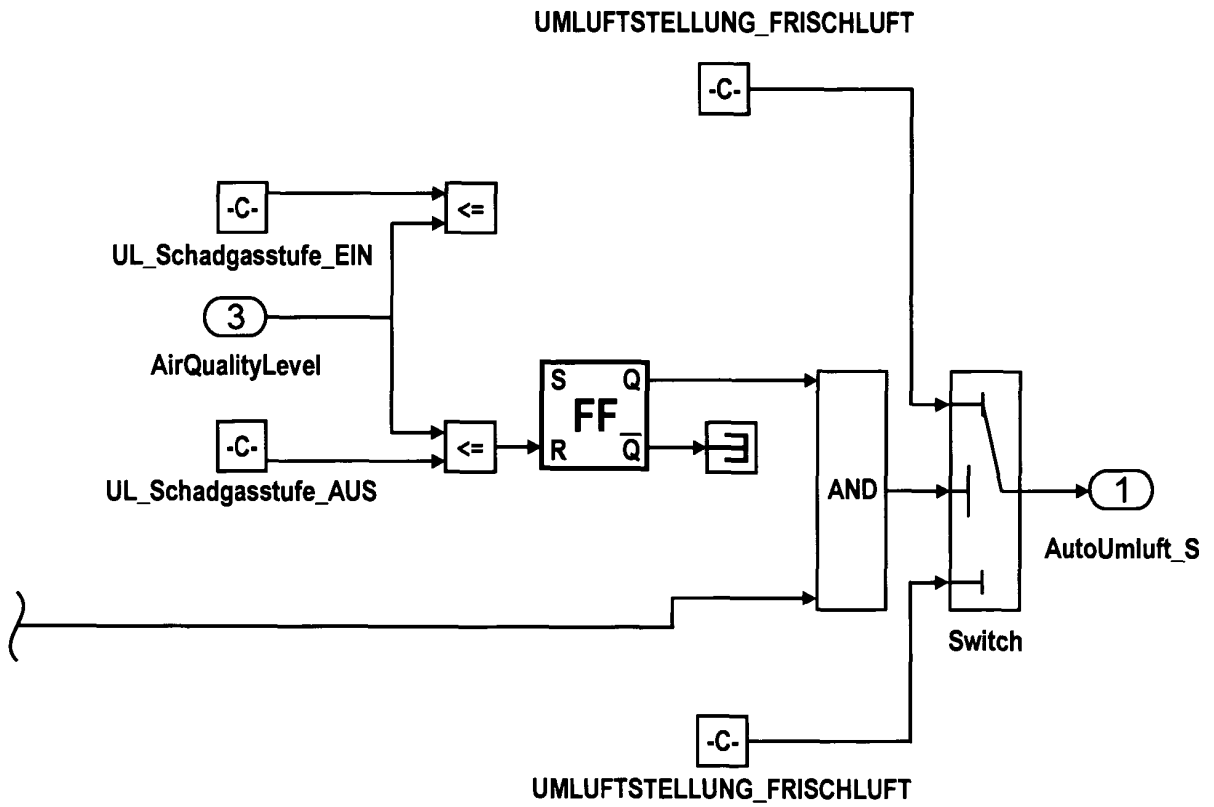 UMLUFTSTELLUNG_FRISCHLUFT
-C-
-C-
<=
UL_Schadgasstufe_EIN
3
AirQualityLevel
S Q
FF
R Q
-C-
<=
UL_Schadgasstufe_AUS
AND
1
AutoUmluft_S
Switch
-C-
UMLUFTSTELLUNG_FRISCHLUFT